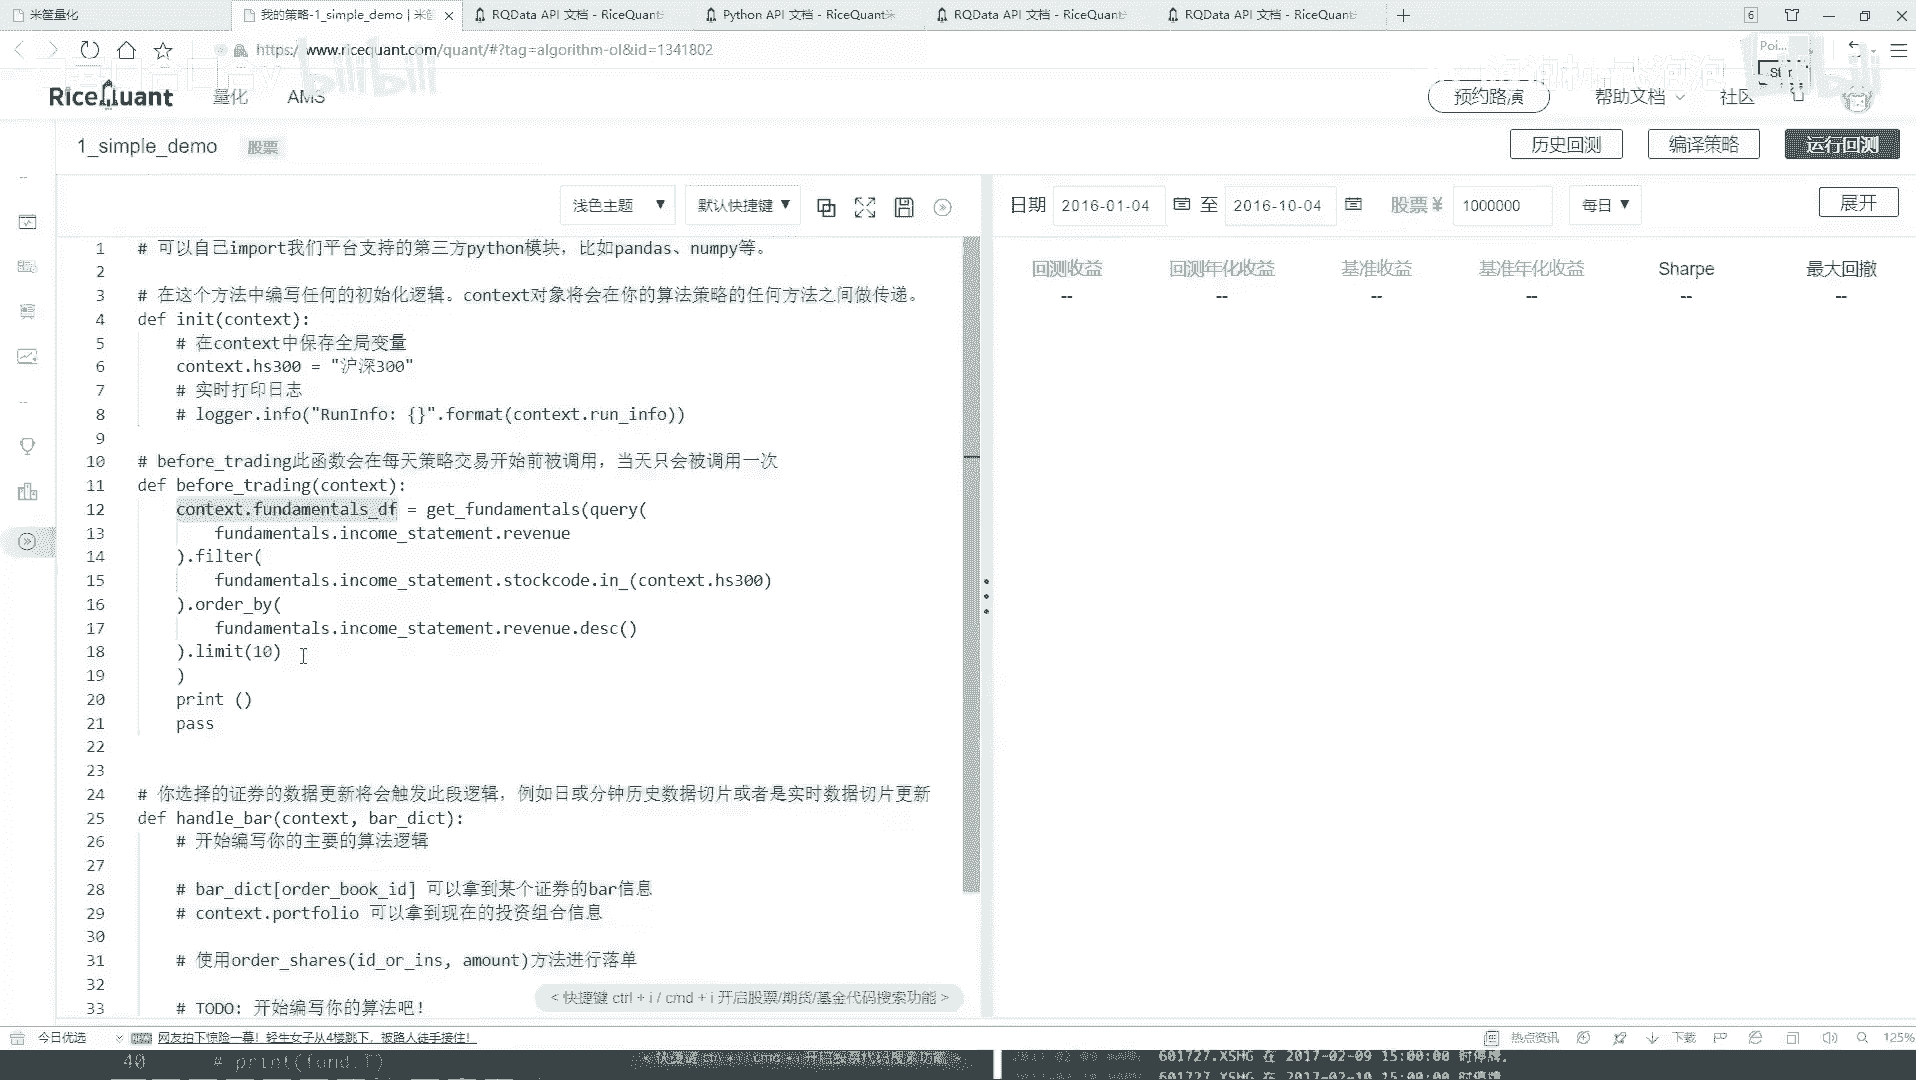 米筐量化
我的策略-1_simple_demo | 米筐
RQData API 文档 - RiceQuant
Python API 文档 - RiceQuant米
RQData API 文档 - RiceQuant
RQData API 文档 - RiceQuant
6
https://www.ricequant.com/quant/#?tag=algorithm-ol&id=1341802
Poi...
bilibili
RiceQuant
量化
AMS
预约路演
帮助文档
社区
1_simple_demo
股票
历史回测
编译策略
运行回测
浅色主题 ▼
默认快捷键 ▼
日期
2016-01-04
至
2016-10-04
股票 ¥
1000000
每日 ▼
展开
回测收益
回测年化收益
基准收益
基准年化收益
Sharpe
最大回撤
--
--
--
--
--
--
1 # 可以自己import我们平台支持的第三方python模块，比如pandas、numpy等。
2
3 # 在这个方法中编写任何的初始化逻辑。context对象将会在你的算法策略的任何方法之间做传递。
4 def init(context):
5 # 在context中保存全局变量
6 context.hs300 = "沪深300"
7 # 实时打印日志
8 # logger.info("RunInfo: {}".format(context.run_info))
9
10 # before_trading此函数会在每天策略交易开始前被调用，当天只会被调用一次
11 def before_trading(context):
12 context.fundamentals_df = get_fundamentals(query(
13 fundamentals.income_statement.revenue
14 ).filter(
15 fundamentals.income_statement.stockcode.in_(context.hs300)
16 ).order_by(
17 fundamentals.income_statement.revenue.desc()
18 ).limit(10)
19 )
20 print ()
21 pass
22
23
24 # 你选择的证券的数据更新将会触发此段逻辑，例如日或分钟历史数据切片或者是实时数据切片更新
25 def handle_bar(context, bar_dict):
26 # 开始编写你的主要的算法逻辑
27
28 # bar_dict[order_book_id] 可以拿到某个证券的bar信息
29 # context.portfolio 可以拿到现在的投资组合信息
30
31 # 使用order_shares(id_or_ins, amount)方法进行落单
32
33 # TODO: 开始编写你的算法吧！
< 快捷键 ctrl + i / cmd + i 开启股票/期货/基金代码搜索功能 >
今日优选
网友拍下惊险一幕！轻生女子从4楼跳下，被路人徒手接住！
热点资讯
下载
125%
40 # print(fund.T)
601727.XSHG 在 2017-02-09 15:00:00 时停牌。
601727.XSHG 在 2017-02-10 15:00:00 时停牌。